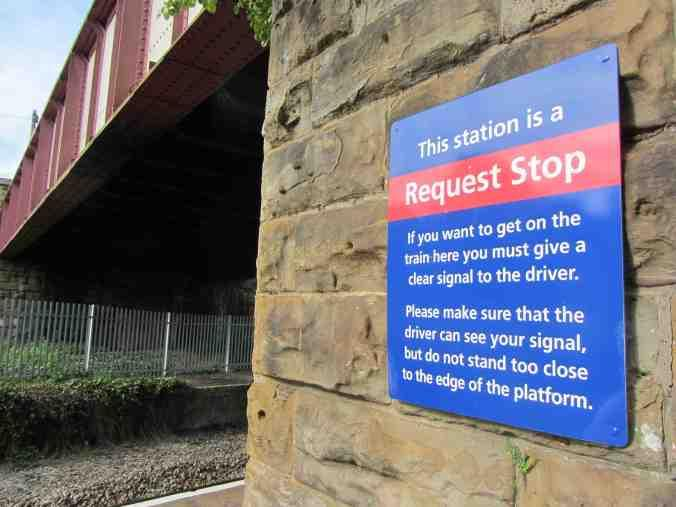 This station is a
Request Stop
If you want to get on the
train here you must give a
clear signal to the driver.
Please make sure that the
driver can see your signal,
but do not stand too close
to the edge of the platform.